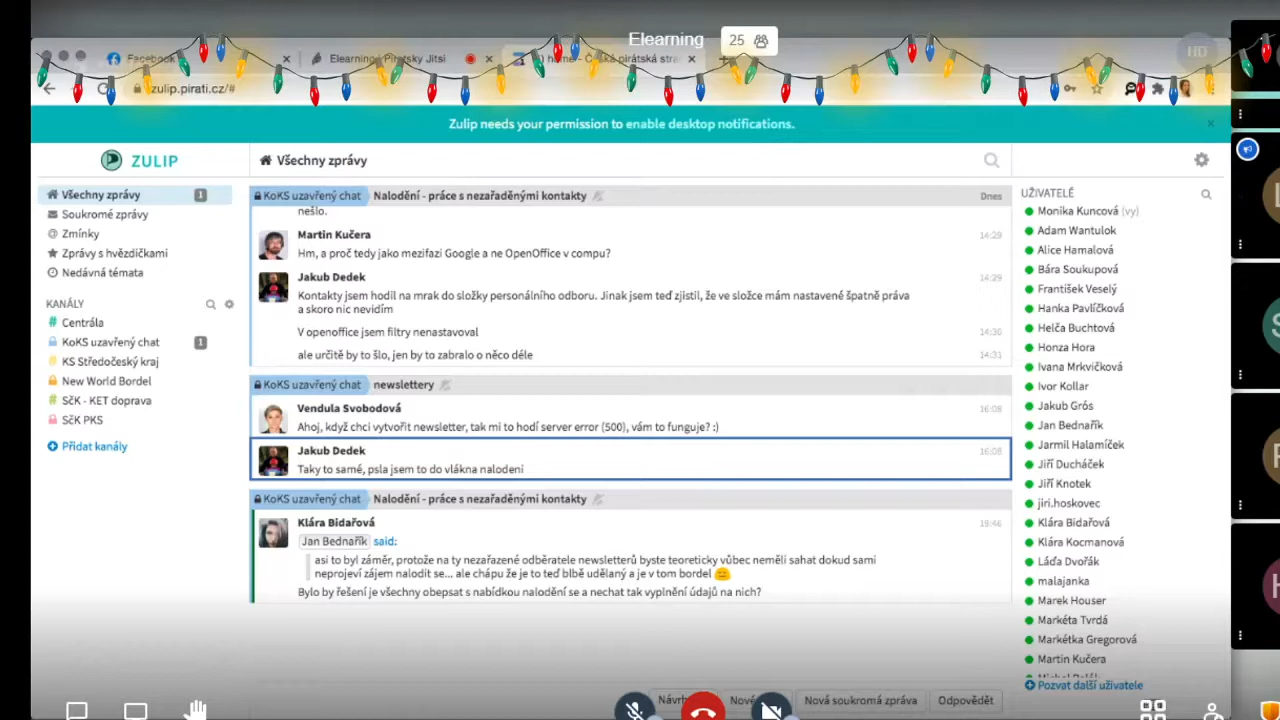 Elearning
25
HD
Facebook
Elearning | Pirátský Jitsi
zulip.pirati.cz/#
Zulip needs your permission to enable desktop notifications.
ZULIP
Všechny zprávy
Všechny zprávy 1
Soukromé zprávy
Zmínky
Zprávy s hvězdičkami
Nedávná témata
KANÁLY
Centrála
KoKS uzavřený chat 1
KS Středočeský kraj
New World Bordel
SčK - KET doprava
SčK PKS
Přidat kanály
KoKS uzavřený chat Nalodění - práce s nezařaděnými kontakty Dnes
nešlo.
Martin Kučera 14:29
Hm, a proč tedy jako mezifazi Google a ne OpenOffice v compu?
Jakub Dedek 14:29
Kontakty jsem hodil na mrak do složky personálního odboru. Jinak jsem teď zjistil, že ve složce mám nastavené špatně práva
a skoro nic nevidím
V openoffice jsem filtry nenastavoval 14:30
ale určitě by to šlo, jen by to zabralo o něco déle 14:31
KoKS uzavřený chat newslettery
Vendula Svobodová 16:08
Ahoj, když chci vytvořit newsletter, tak mi to hodí server error (500), vám to funguje? :)
Jakub Dedek 16:08
Taky to samé, psla jsem to do vlákna nalodeni
KoKS uzavřený chat Nalodění - práce s nezařaděnými kontakty
Klára Bidařová 19:46
Jan Bednařík said:
asi to byl záměr, protože na ty nezařazené odběratele newsletterů byste teoreticky vůbec neměli sahat dokud sami
neprojeví zájem nalodit se... ale chápu že je to teď blbě udělaný a je v tom bordel
Bylo by řešení je všechny obepsat s nabídkou nalodění se a nechat tak vyplnění údajů na nich?
Nová soukromá zpráva
Odpovědět
UŽIVATELÉ
Monika Kuncová (vy)
Adam Wantulok
Alice Hamalová
Bára Soukupová
František Veselý
Hanka Pavlíčková
Helča Buchtová
Honza Hora
Ivana Mrkvičková
Ivor Kollar
Jakub Grós
Jan Bednařík
Jarmil Halamíček
Jiří Ducháček
Jiří Knotek
jiri.hoskovec
Klára Bidařová
Klára Kocmanová
Láďa Dvořák
malajanka
Marek Houser
Markéta Tvrdá
Markétka Gregorová
Martin Kučera
Pozvat další uživatele